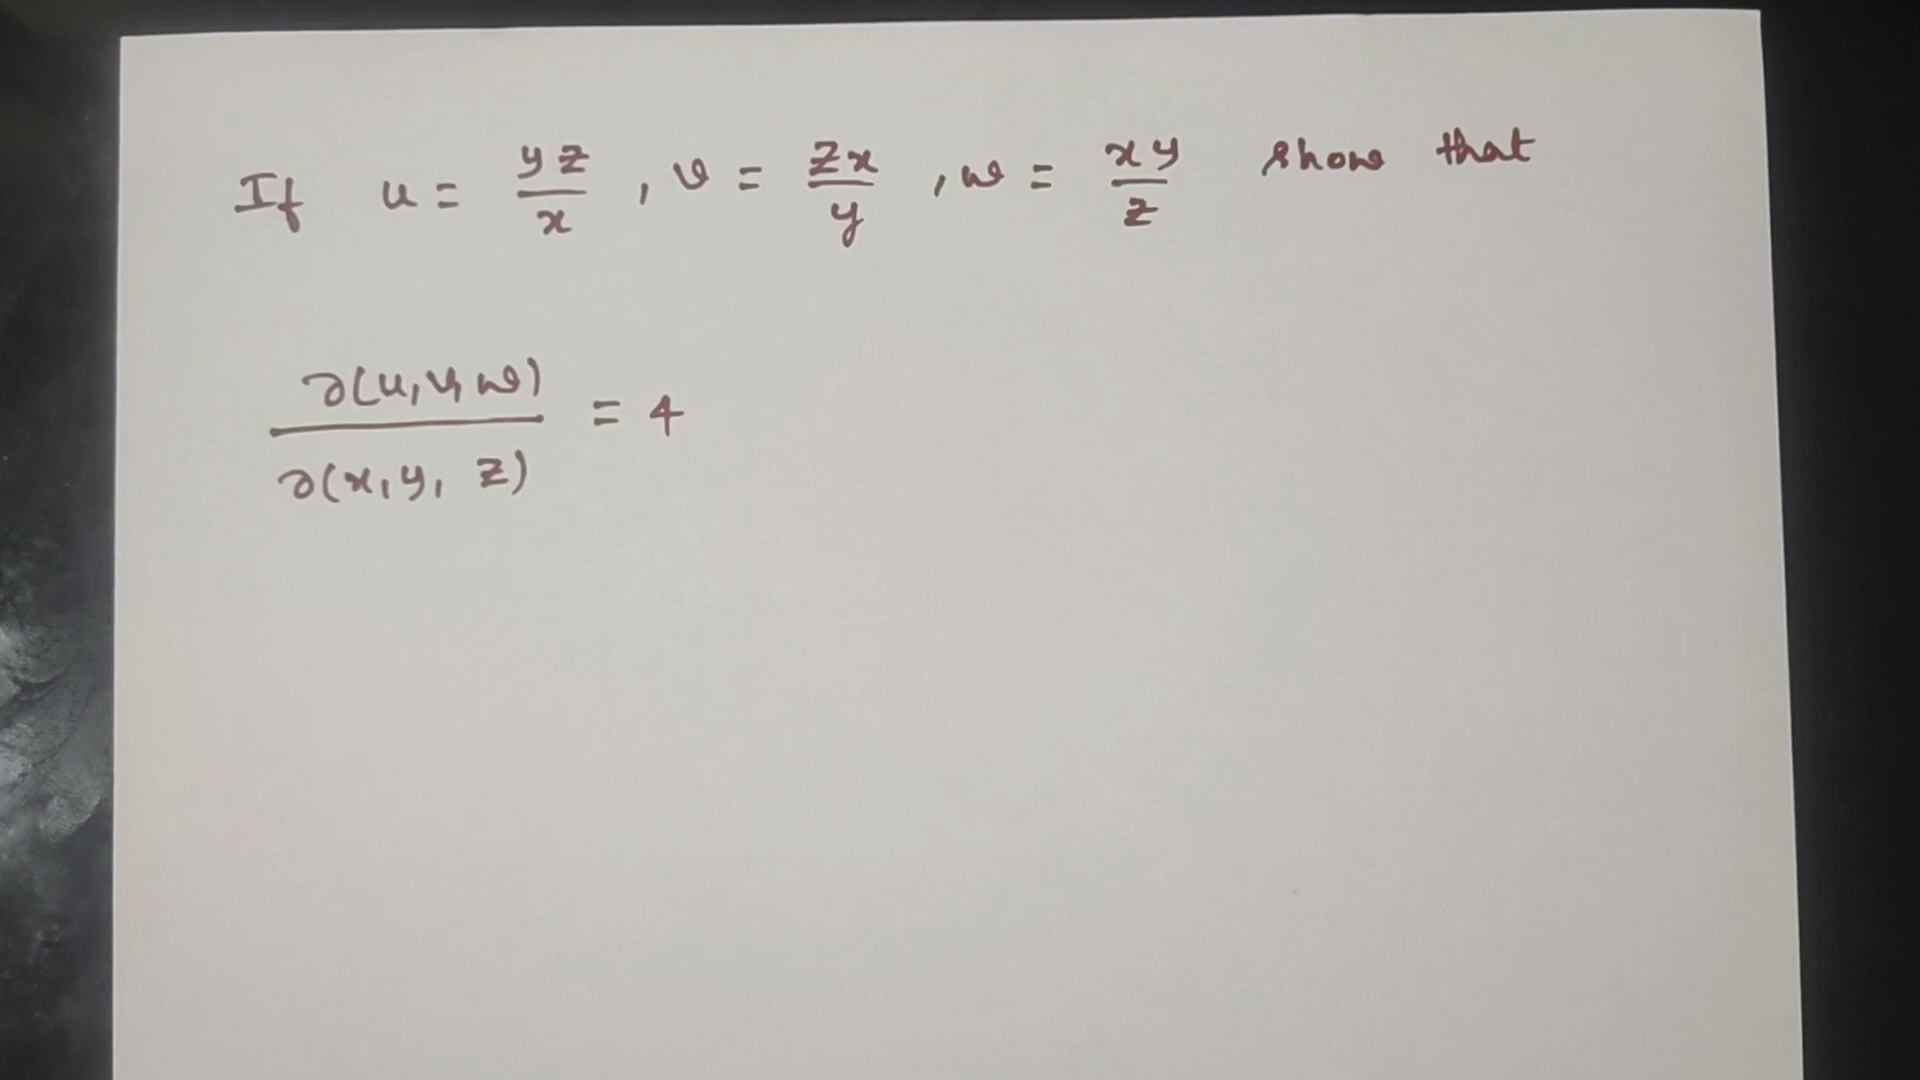 If u = yz/x , v = zx/y , w = xy/z show that
∂(u,v,w)/∂(x,y,z) = 4